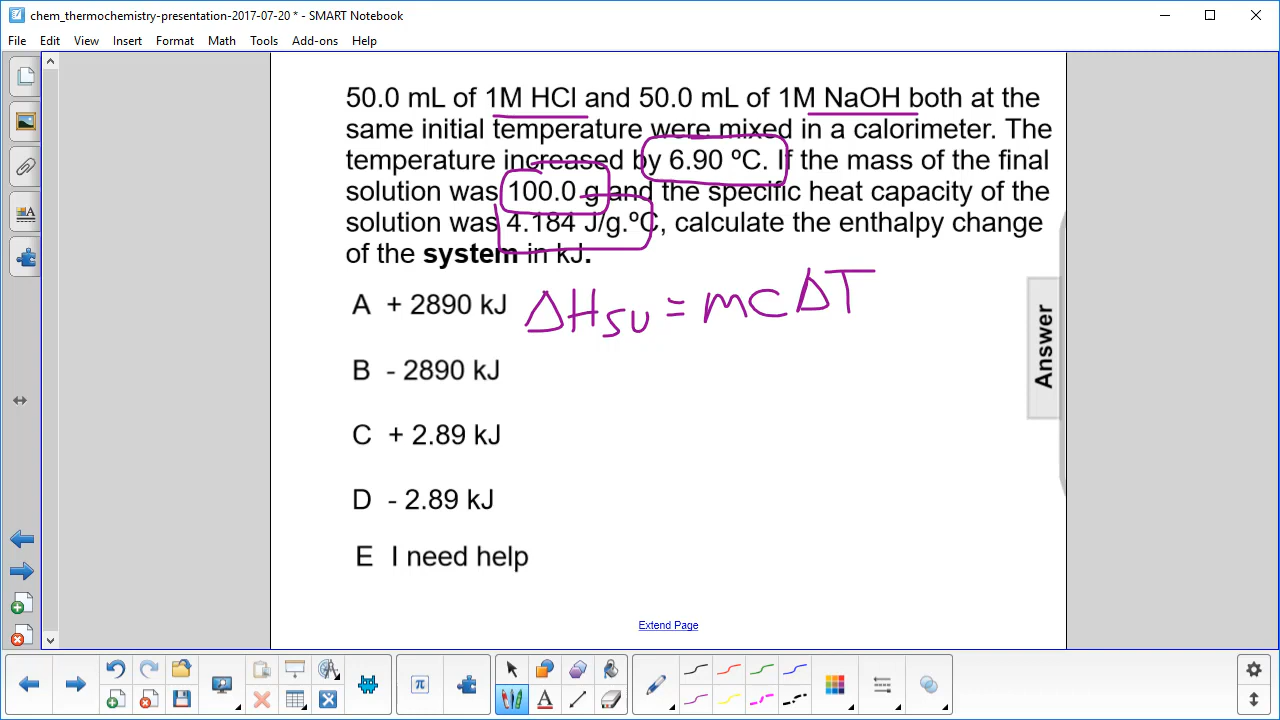 chem_thermochemistry-presentation-2017-07-20 * - SMART Notebook
File Edit View Insert Format Math Tools Add-ons Help
50.0 mL of 1M HCl and 50.0 mL of 1M NaOH both at the
same initial temperature were mixed in a calorimeter. The
temperature increased by 6.90 ºC. If the mass of the final
solution was 100.0 g and the specific heat capacity of the
solution was 4.184 J/g.ºC, calculate the enthalpy change
of the system in kJ.
A + 2890 kJ
ΔHsu = mCΔT
B - 2890 kJ
C + 2.89 kJ
D - 2.89 kJ
E I need help
Answer
Extend Page
π
A